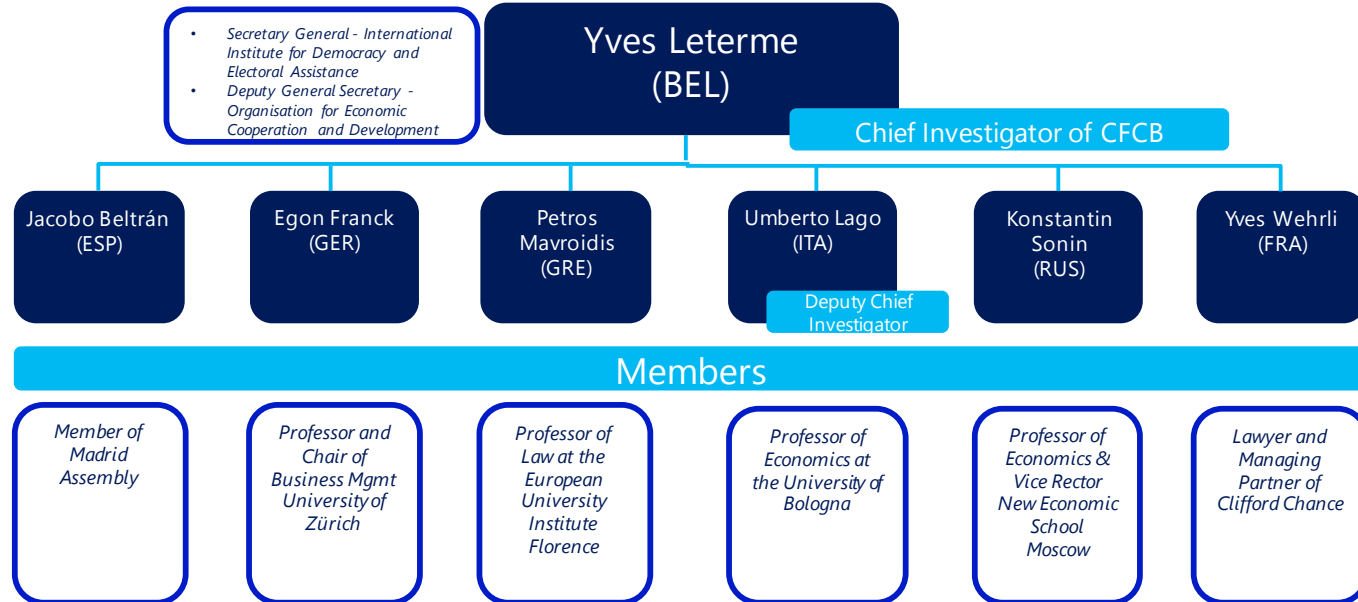 • Secretary General - International
Institute for Democracy and
Electoral Assistance
• Deputy General Secretary -
Organisation for Economic
Cooperation and Development
Yves Leterme
(BEL)
Chief Investigator of CFCB
Jacobo Beltrán
(ESP)
Egon Franck
(GER)
Petros
Mavroidis
(GRE)
Umberto Lago
(ITA)
Deputy Chief
Investigator
Konstantin
Sonin
(RUS)
Yves Wehrli
(FRA)
Members
Member of
Madrid
Assembly
Professor and
Chair of
Business Mgmt
University of
Zürich
Professor of
Law at the
European
University
Institute
Florence
Professor of
Economics at
the University of
Bologna
Professor of
Economics &
Vice Rector
New Economic
School
Moscow
Lawyer and
Managing
Partner of
Clifford Chance